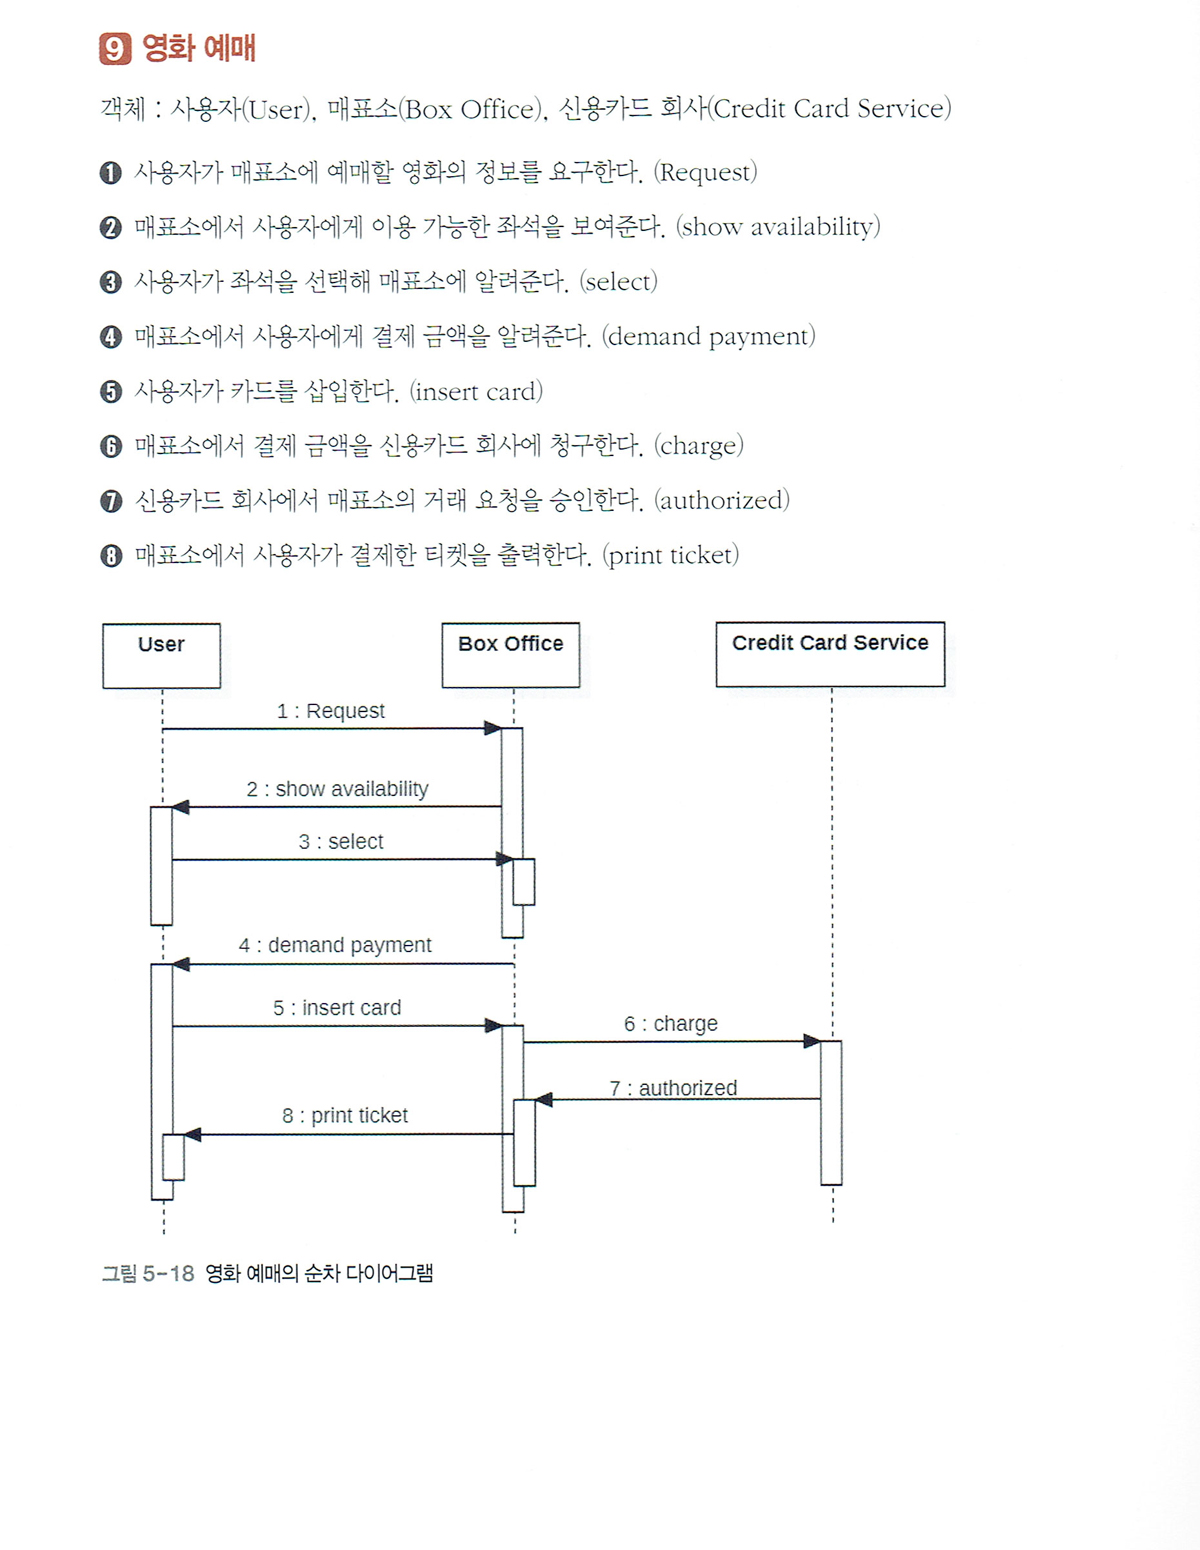 9 영화 예매
객체 : 사용자(User), 매표소(Box Office), 신용카드 회사(Credit Card Service)
❶ 사용자가 매표소에 예매할 영화의 정보를 요구한다. (Request)
❷ 매표소에서 사용자에게 이용 가능한 좌석을 보여준다. (show availability)
❸ 사용자가 좌석을 선택해 매표소에 알려준다. (select)
❹ 매표소에서 사용자에게 결제 금액을 알려준다. (demand payment)
❺ 사용자가 카드를 삽입한다. (insert card)
❻ 매표소에서 결제 금액을 신용카드 회사에 청구한다. (charge)
❼ 신용카드 회사에서 매표소의 거래 요청을 승인한다. (authorized)
❽ 매표소에서 사용자가 결제한 티켓을 출력한다. (print ticket)
User
Box Office
Credit Card Service
1 : Request
2 : show availability
3 : select
4 : demand payment
5 : insert card
6 : charge
7 : authorized
8 : print ticket
그림 5-18 영화 예매의 순차 다이어그램